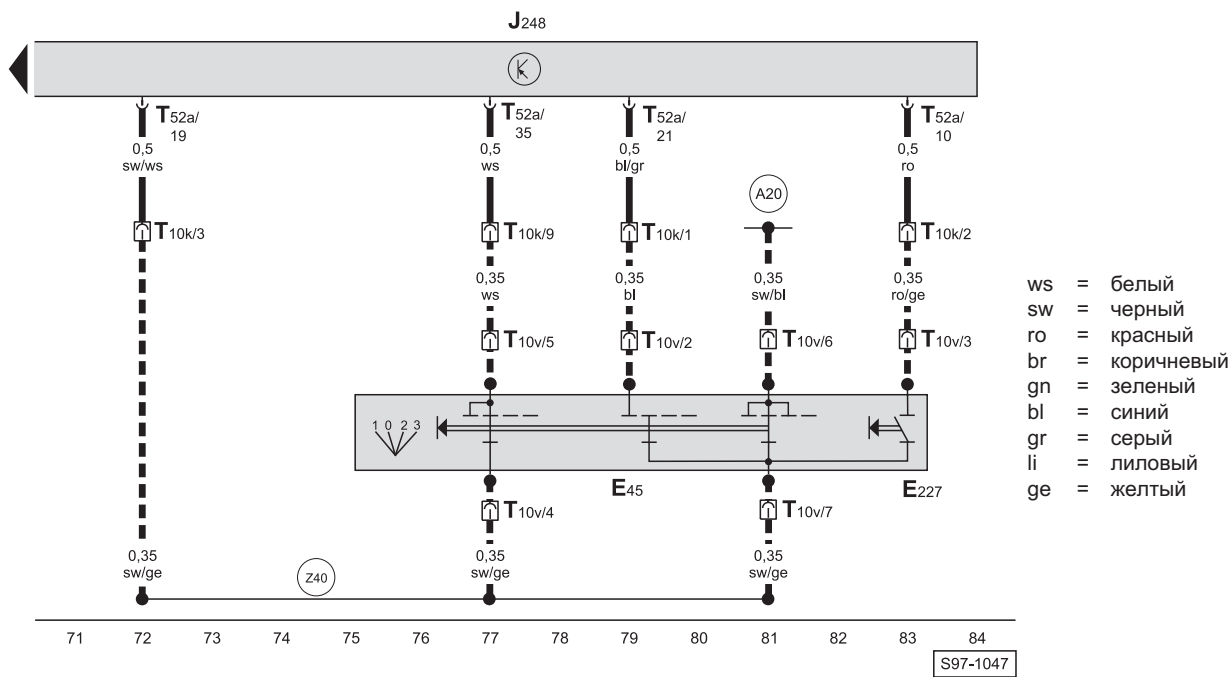 J248
T52a/ T52a/ T52a/ T52a/
19 35 21 10
0,5 0,5 0,5 0,5
sw/ws ws bl/gr ro
A20
T10k/3 T10k/9 T10k/1 T10k/2
0,35 0,35 0,35 0,35
ws bl sw/bl ro/ge
T10v/5 T10v/2 T10v/6 T10v/3
1 0 2 3
E45 E227
T10v/4 T10v/7
0,35 0,35 0,35
sw/ge sw/ge sw/ge
Z40
71 72 73 74 75 76 77 78 79 80 81 82 83 84
S97-1047
ws = белый
sw = черный
ro = красный
br = коричневый
gn = зеленый
bl = синий
gr = серый
li = лиловый
ge = желтый